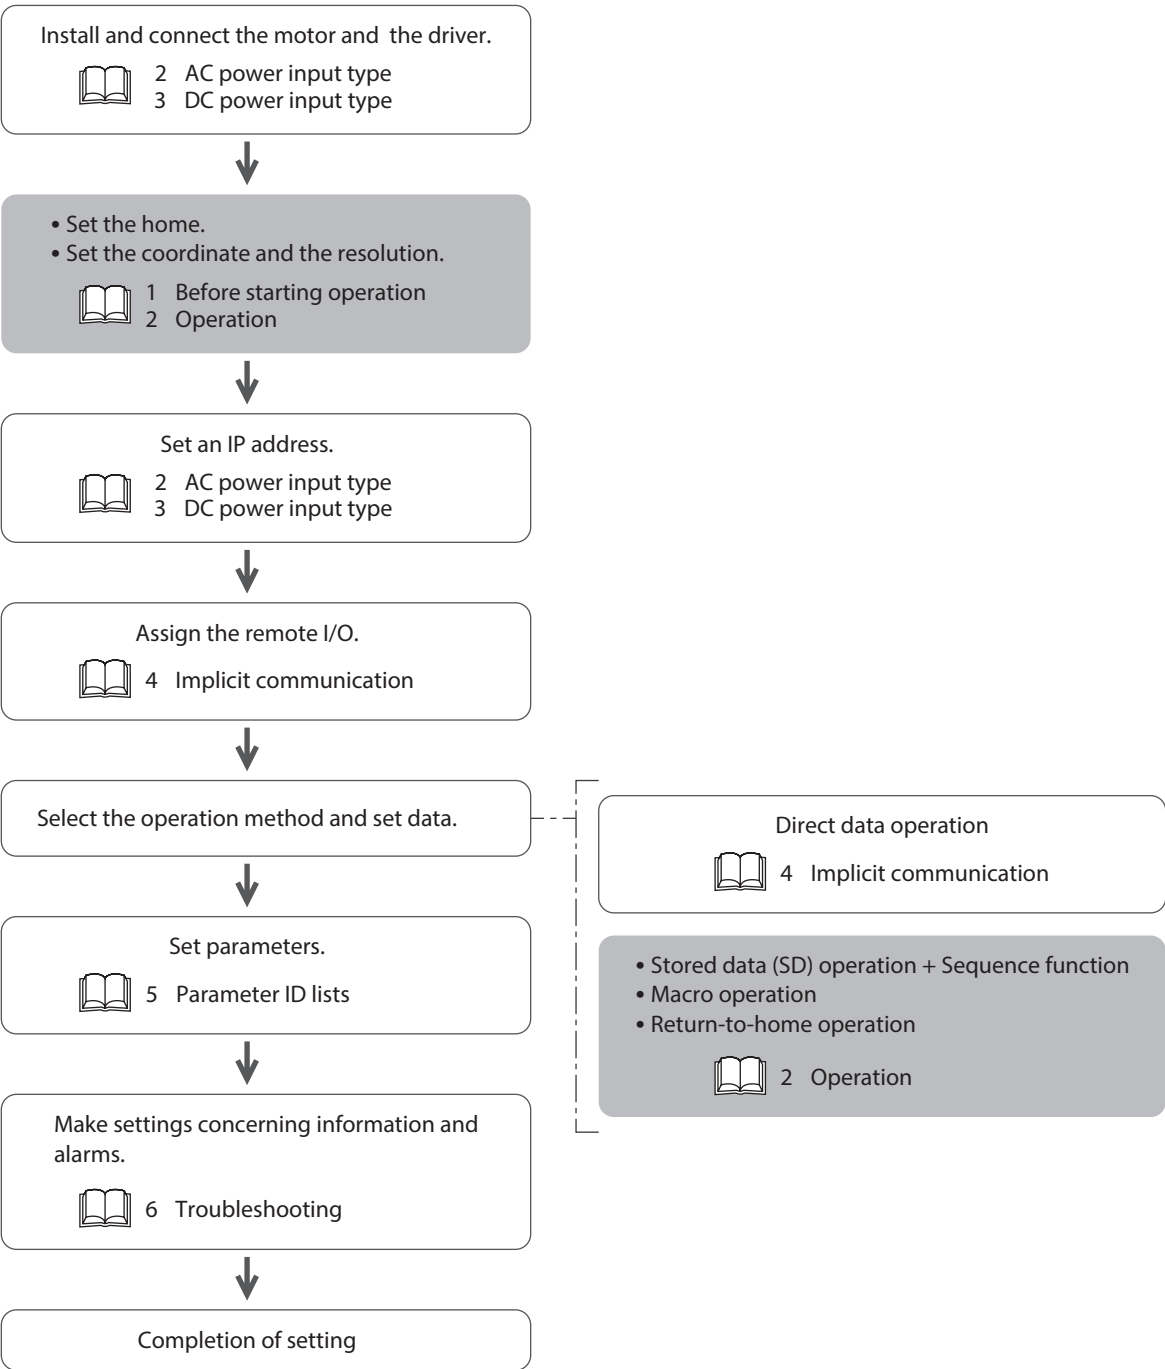 Install and connect the motor and the driver.
2 AC power input type
3 DC power input type
• Set the home.
• Set the coordinate and the resolution.
1 Before starting operation
2 Operation
Set an IP address.
2 AC power input type
3 DC power input type
Assign the remote I/O.
4 Implicit communication
Select the operation method and set data.
Direct data operation
4 Implicit communication
• Stored data (SD) operation + Sequence function
• Macro operation
• Return-to-home operation
2 Operation
Set parameters.
5 Parameter ID lists
Make settings concerning information and
alarms.
6 Troubleshooting
Completion of setting